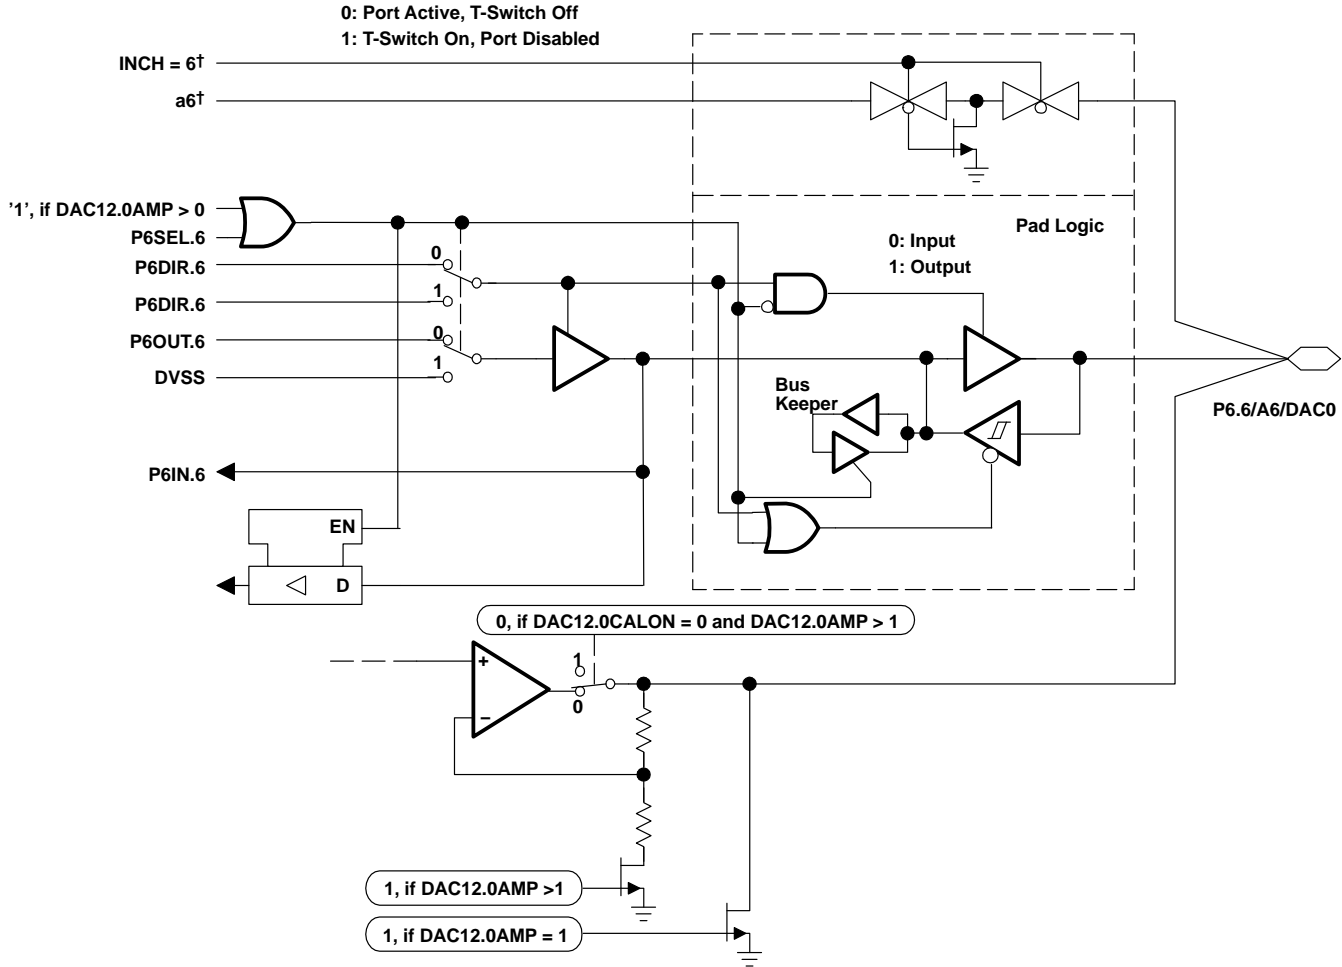 0: Port Active, T-Switch Off
1: T-Switch On, Port Disabled
INCH = 6†
a6†
’1’, if DAC12.0AMP > 0
P6SEL.6
P6DIR.6
0
P6DIR.6
1
P6OUT.6
0
DVSS
1
Pad Logic
0: Input
1: Output
Bus
Keeper
P6.6/A6/DAC0
P6IN.6
EN
D
0, if DAC12.0CALON = 0 and DAC12.0AMP > 1
+
−
1
0
1, if DAC12.0AMP >1
1, if DAC12.0AMP = 1